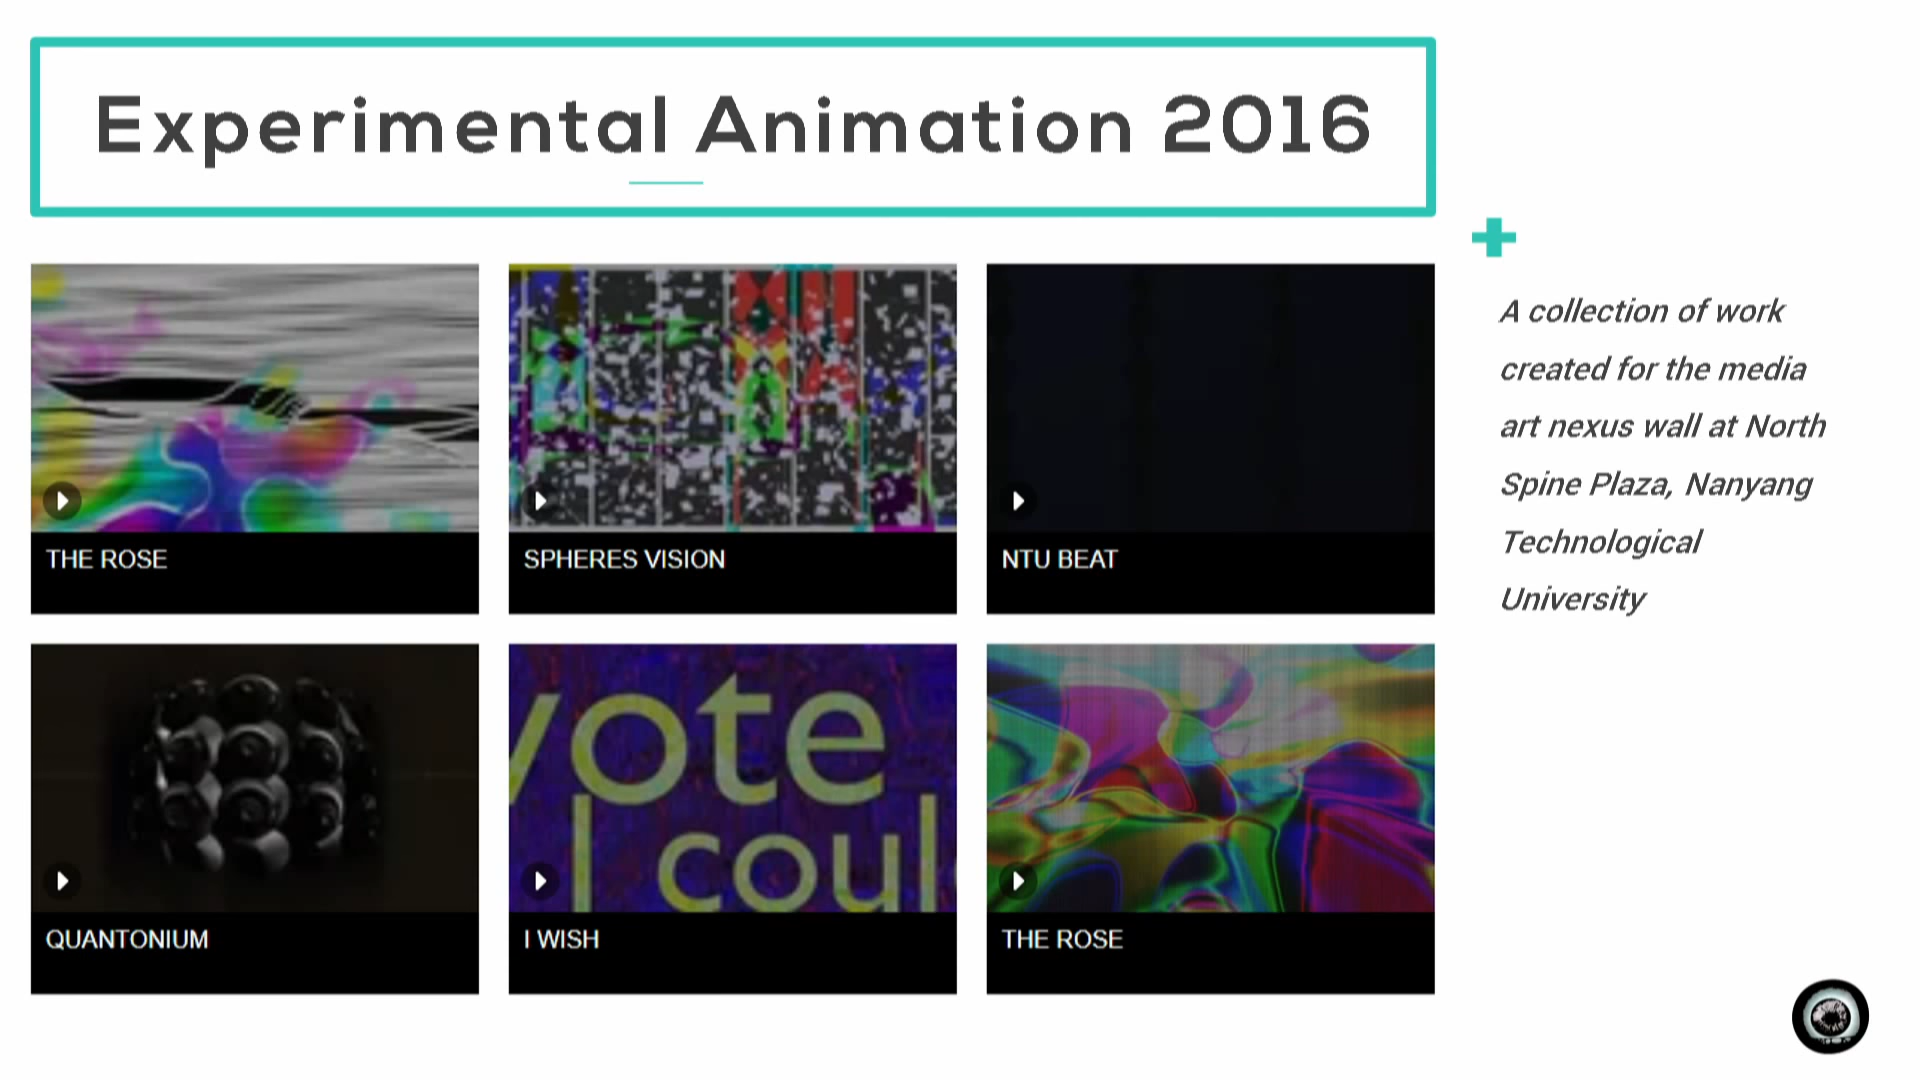 Experimental Animation 2016
THE ROSE
SPHERES VISION
NTU BEAT
vote
I coul
QUANTONIUM
I WISH
THE ROSE
A collection of work
created for the media
art nexus wall at North
Spine Plaza, Nanyang
Technological
University